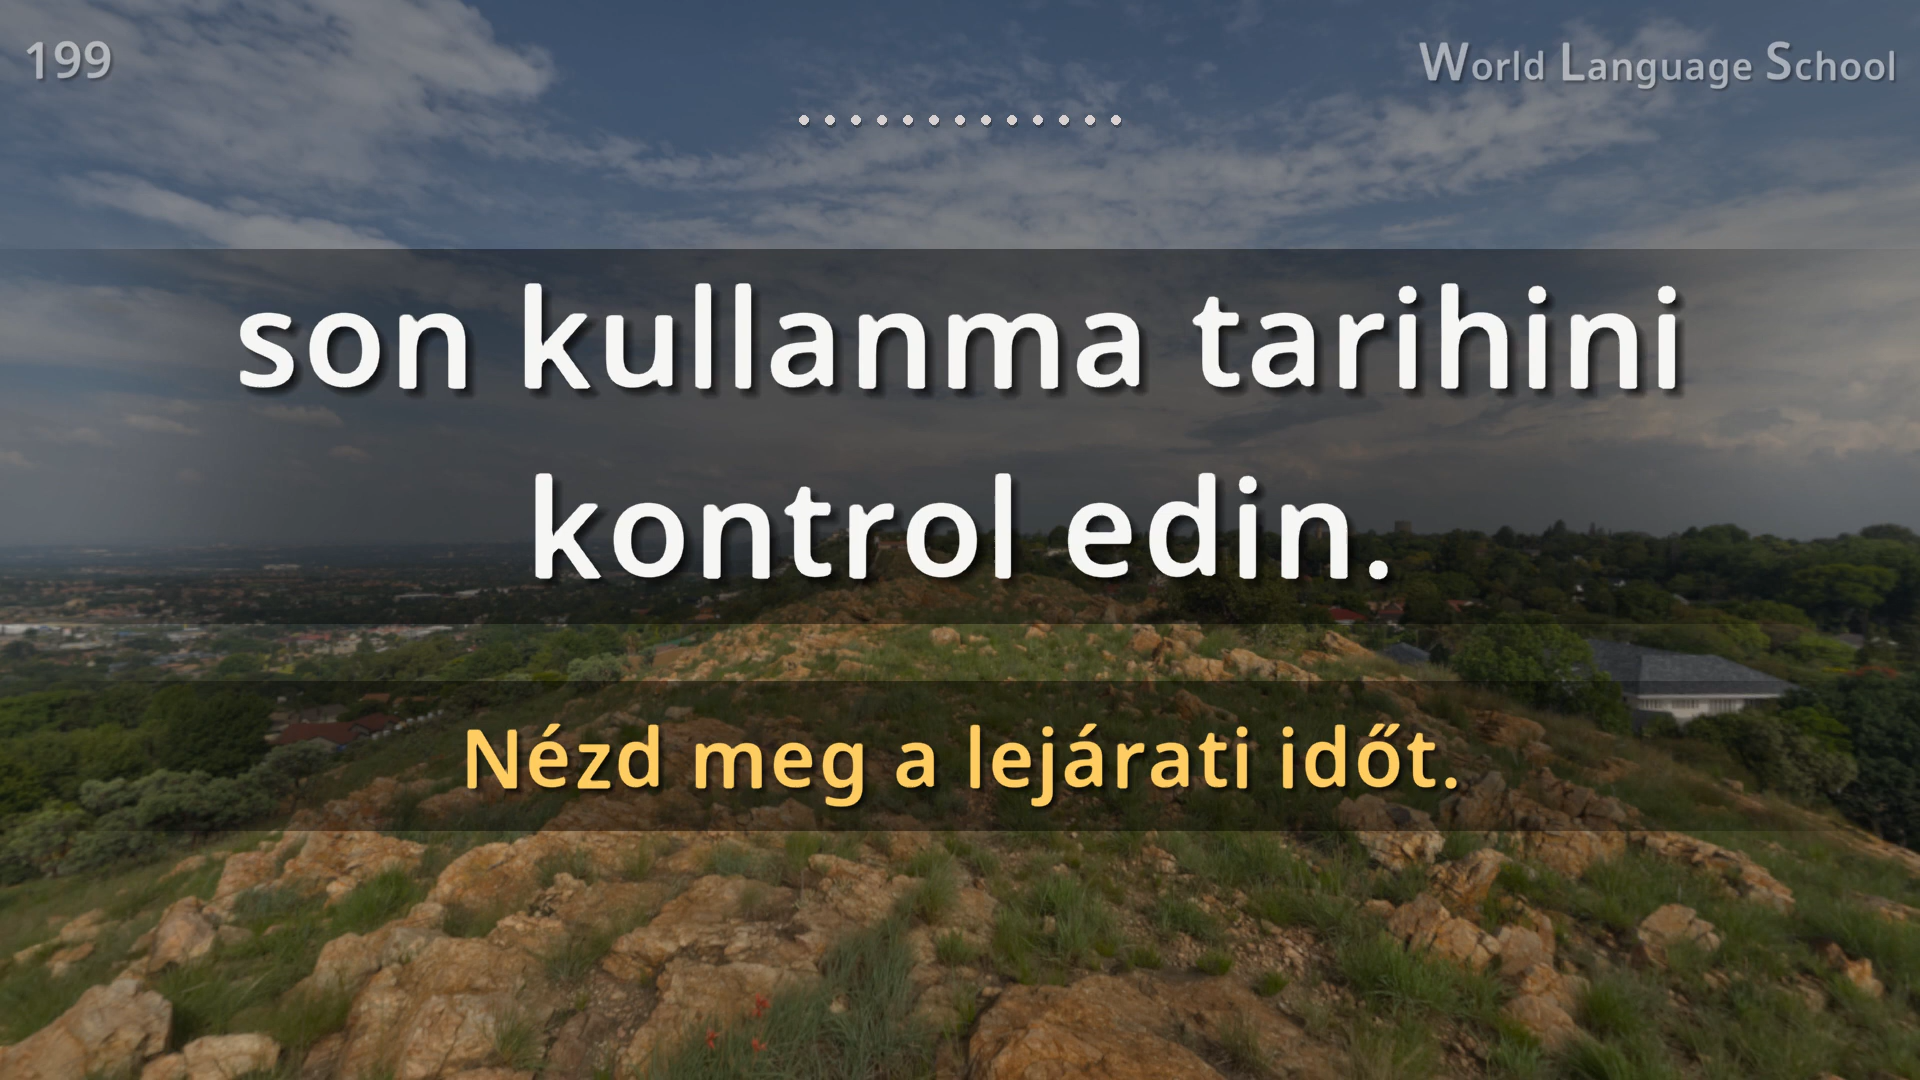 199
World Language School
son kullanma tarihini
kontrol edin.
Nézd meg a lejárati időt.